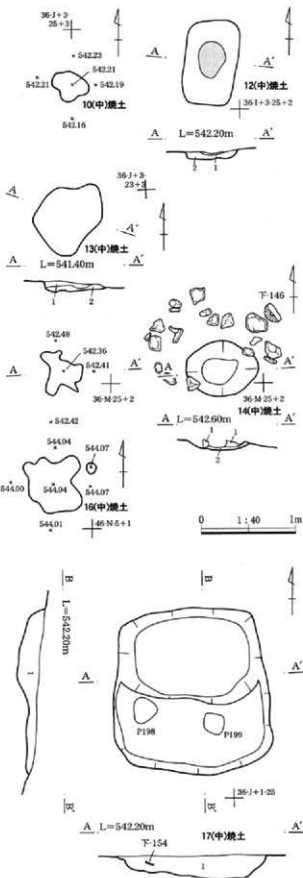 36-J+3-
25+3
542.23
542.21
542.21
542.19
10(中)焼土
542.16
A
A'
12(中)焼土
36-I+3-25+2
A L=542.20m A'
2 1
36-J+3-
23+3
A
A'
13(中)焼土
A L=541.40m A'
1 2
542.48
542.36
542.41
36-M-25+2
542.42
下-146
A
A'
36-M-25+2
14(中)焼土
A L=542.60m A'
1 1
2
544.04
544.07
544.00
544.04
544.07
16(中)焼土
544.01
46-N-5+1
0 1:40 1m
B
B
L=542.20m
1
A
A'
P198
P199
B'
B'
36-J+1-25
A L=542.20m A'
17(中)焼土
下-154
1